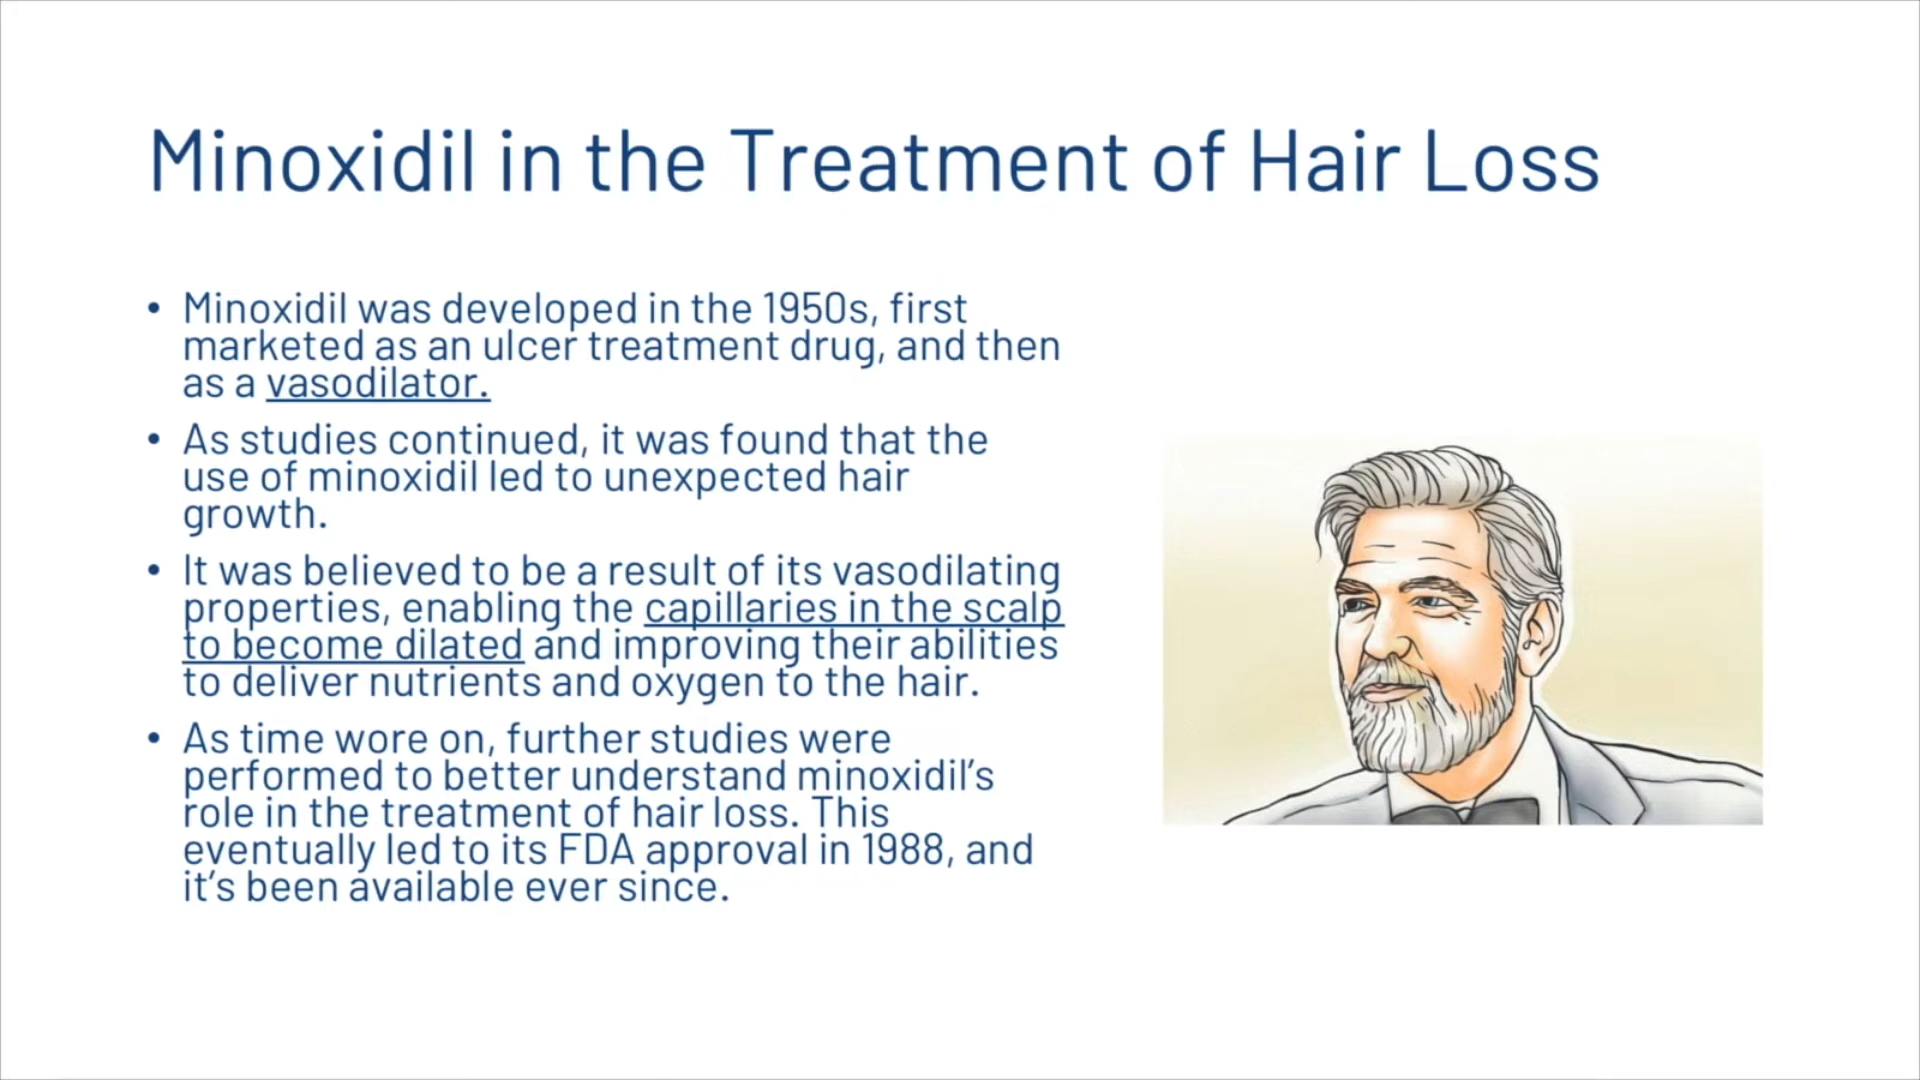 Minoxidil in the Treatment of Hair Loss
• Minoxidil was developed in the 1950s, first
marketed as an ulcer treatment drug, and then
as a vasodilator.
• As studies continued, it was found that the
use of minoxidil led to unexpected hair
growth.
• It was believed to be a result of its vasodilating
properties, enabling the capillaries in the scalp
to become dilated and improving their abilities
to deliver nutrients and oxygen to the hair.
• As time wore on, further studies were
performed to better understand minoxidil’s
role in the treatment of hair loss. This
eventually led to its FDA approval in 1988, and
it’s been available ever since.